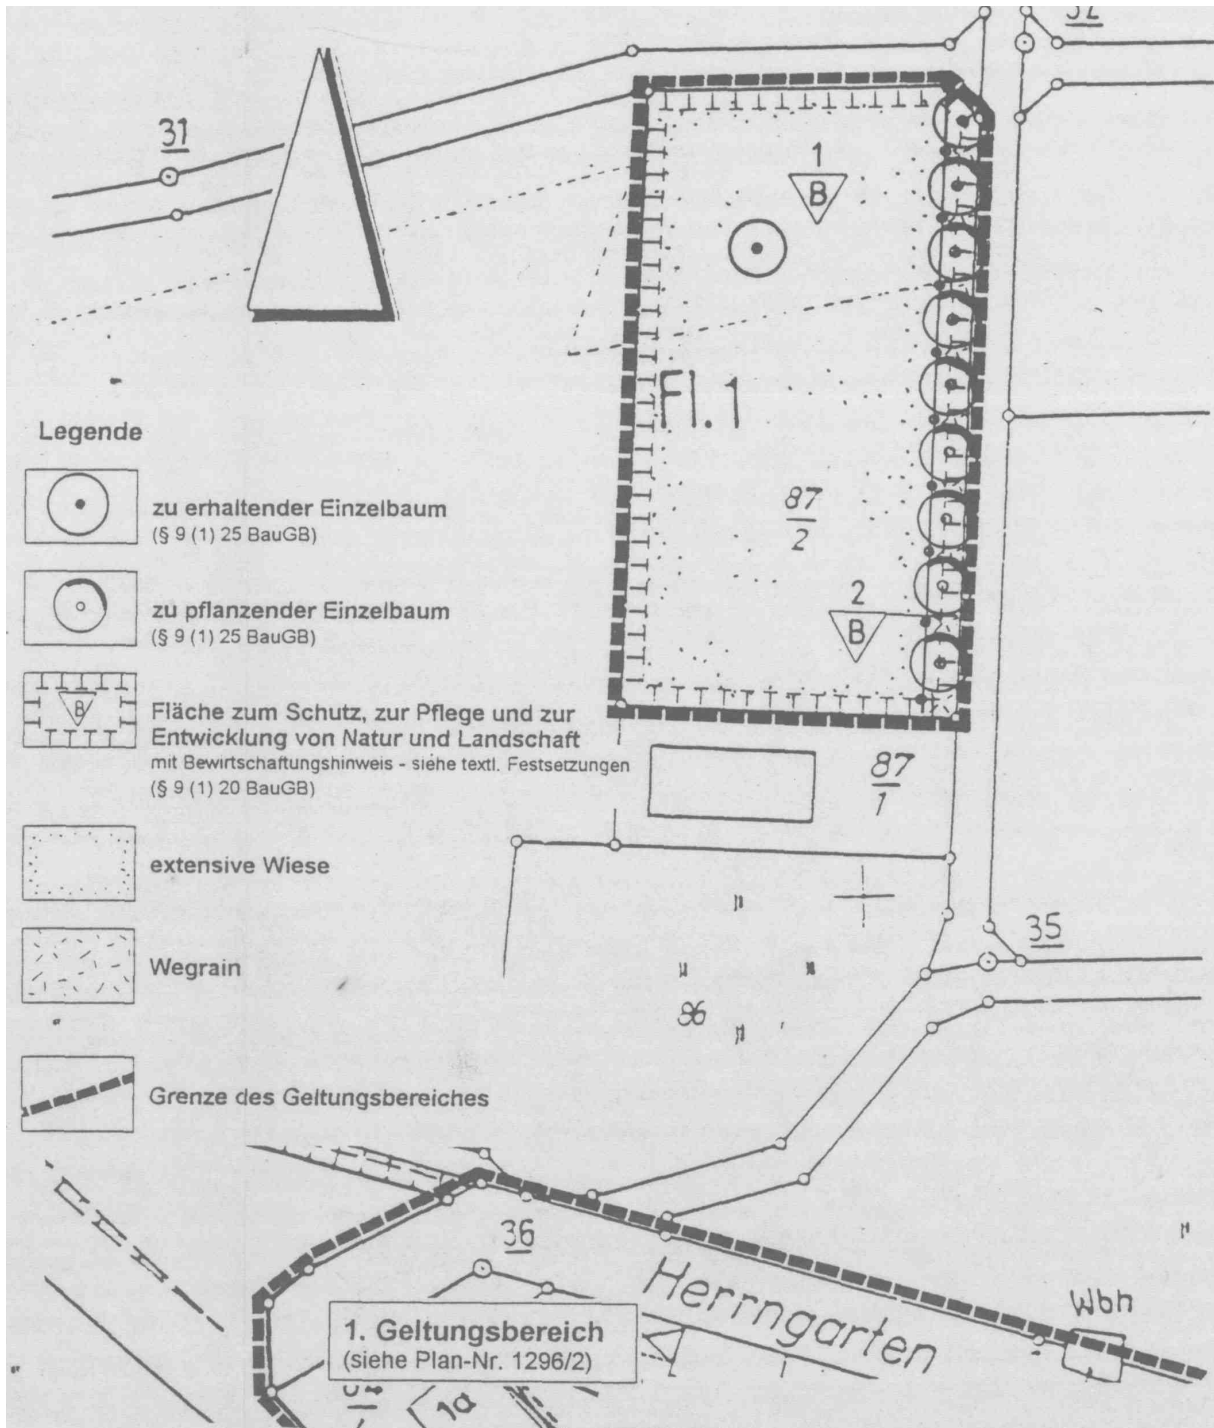 32
31
1
B
Fl.1
Legende
zu erhaltender Einzelbaum
(§ 9 (1) 25 BauGB)
87
2
zu pflanzender Einzelbaum
(§ 9 (1) 25 BauGB)
2
B
B
Fläche zum Schutz, zur Pflege und zur
Entwicklung von Natur und Landschaft
mit Bewirtschaftungshinweis - siehe textl. Festsetzungen
(§ 9 (1) 20 BauGB)
87
1
extensive Wiese
35
Wegrain
86
Grenze des Geltungsbereiches
36
Herrngarten
Wbh
1. Geltungsbereich
(siehe Plan-Nr. 1296/2)
1a